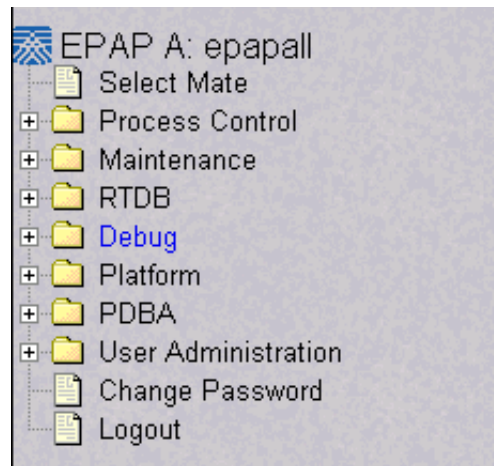 EPAP A: epapall
Select Mate
Process Control
Maintenance
RTDB
Debug
Platform
PDBA
User Administration
Change Password
Logout